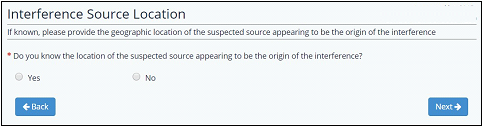 Interference Source Location
If known, please provide the geographic location of the suspected source appearing to be the origin of the interference
* Do you know the location of the suspected source appearing to be the origin of the interference?
Yes No
Back Next